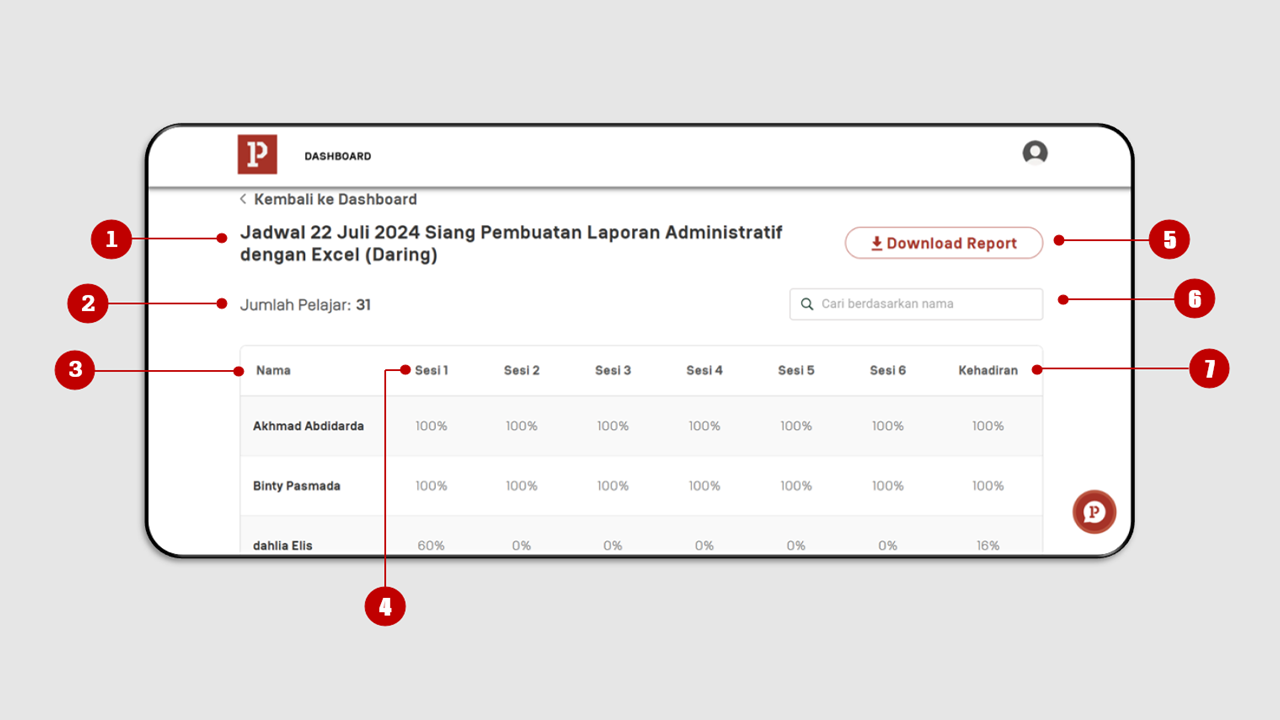 P
DASHBOARD
Kembali ke Dashboard
1
Jadwal 22 Juli 2024 Siang Pembuatan Laporan Administratif
dengan Excel (Daring)
Download Report
5
2
Jumlah Pelajar: 31
Cari berdasarkan nama
6
3
Nama Sesi 1 Sesi 2 Sesi 3 Sesi 4 Sesi 5 Sesi 6 Kehadiran
7
Akhmad Abdidarda 100% 100% 100% 100% 100% 100% 100%
Binty Pasmada 100% 100% 100% 100% 100% 100% 100%
P
dahlia Elis 60% 0% 0% 0% 0% 0% 16%
4